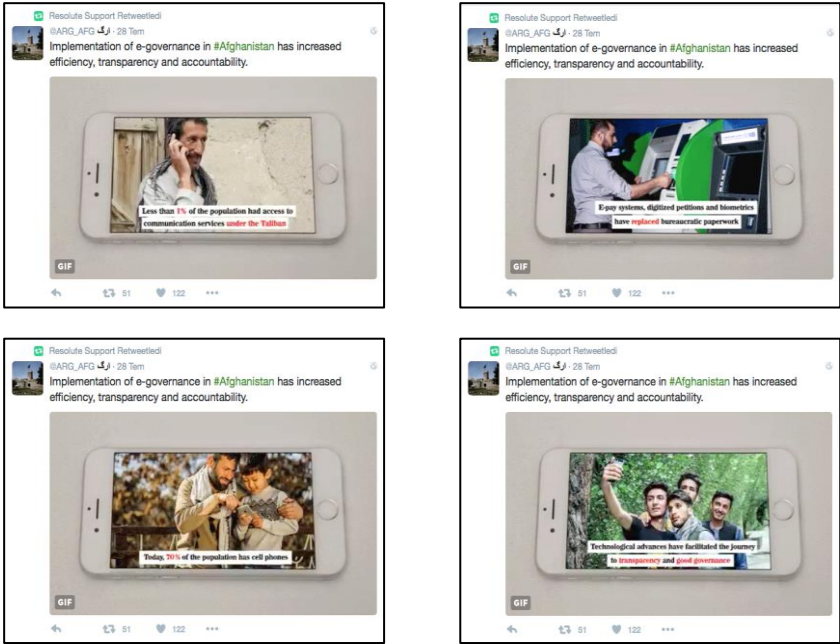 Resolute Support Retweetledi
@ARG_AFG ارگ · 28 Tem
Implementation of e-governance in #Afghanistan has increased
efficiency, transparency and accountability.
Less than 1% of the population had access to
communication services under the Taliban
GIF
51 122
Resolute Support Retweetledi
@ARG_AFG ارگ · 28 Tem
Implementation of e-governance in #Afghanistan has increased
efficiency, transparency and accountability.
E-pay systems, digitized petitions and biometrics
have replaced bureaucratic paperwork
GIF
51 122
Resolute Support Retweetledi
@ARG_AFG ارگ · 28 Tem
Implementation of e-governance in #Afghanistan has increased
efficiency, transparency and accountability.
Today, 70% of the population has cell phones
GIF
51 122
Resolute Support Retweetledi
@ARG_AFG ارگ · 28 Tem
Implementation of e-governance in #Afghanistan has increased
efficiency, transparency and accountability.
Technological advances have facilitated the journey
to transparency and good governance
GIF
51 122